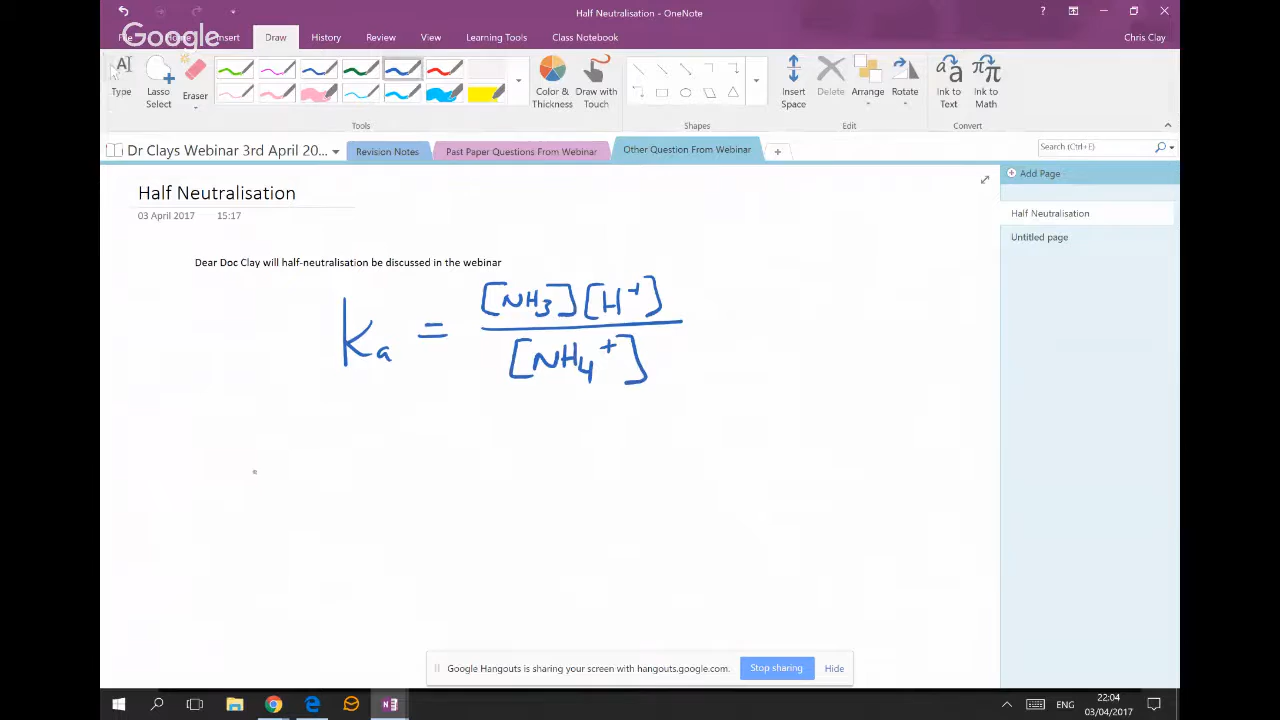 Half Neutralisation - OneNote
?
Google
Insert
Draw
History
Review
View
Learning Tools
Class Notebook
Chris Clay
Type
Lasso Select
Eraser
Color & Thickness
Draw with Touch
Insert Space
Delete
Arrange
Rotate
Ink to Text
Ink to Math
Tools
Shapes
Edit
Convert
Dr Clays Webinar 3rd April 20...
Revision Notes
Past Paper Questions From Webinar
Other Question From Webinar
Search (Ctrl+E)
Half Neutralisation
Add Page
03 April 2017 15:17
Half Neutralisation
Untitled page
Dear Doc Clay will half-neutralisation be discussed in the webinar
Ka = [NH3][H+]
[NH4+]
Google Hangouts is sharing your screen with hangouts.google.com.
Stop sharing
Hide
ENG
22:04
03/04/2017